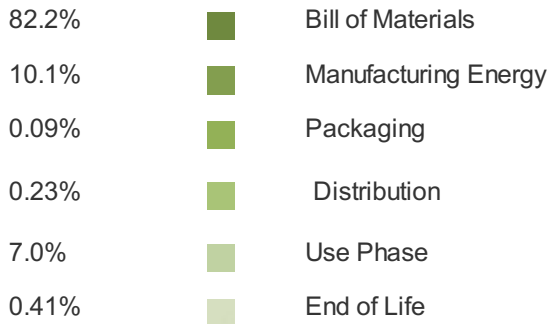 82.2% Bill of Materials
10.1% Manufacturing Energy
0.09% Packaging
0.23% Distribution
7.0% Use Phase
0.41% End of Life